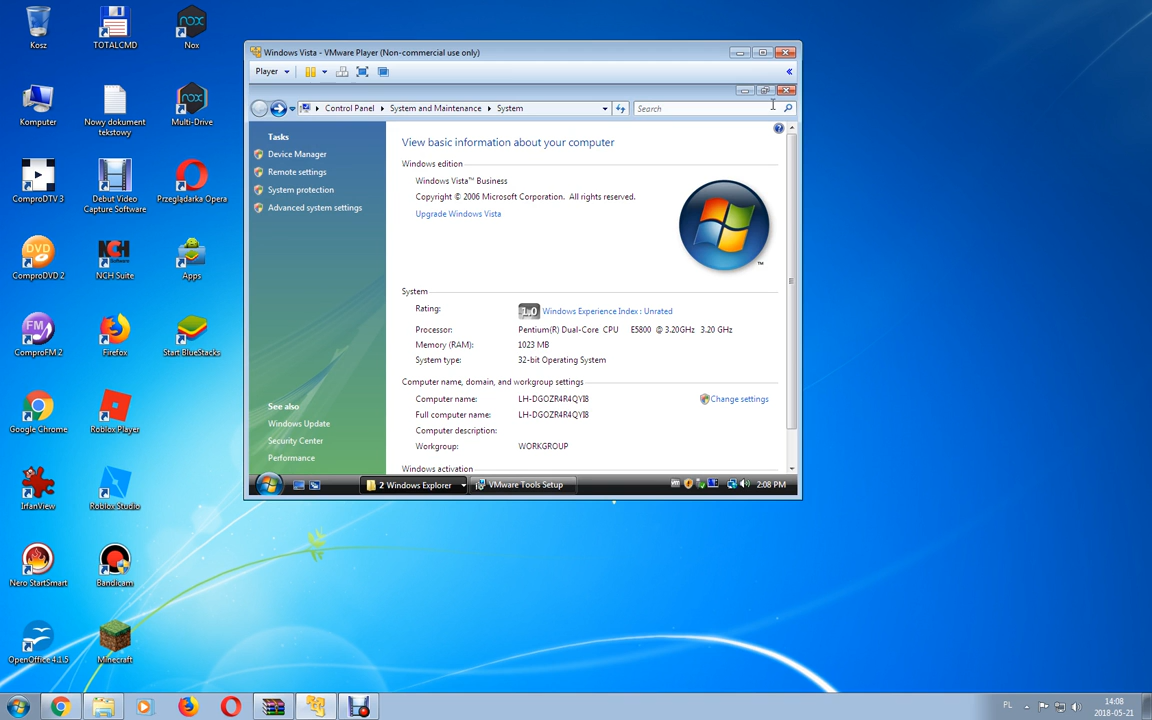 Kosz
TOTALCMD
Nox
Komputer
Nowy dokument
tekstowy
Multi-Drive
ComproDTV 3
Debut Video
Capture Software
Przeglądarka Opera
ComproDVD 2
NCH Suite
Apps
ComproFM 2
Firefox
Start BlueStacks
Google Chrome
Roblox Player
IrfanView
Roblox Studio
Nero StartSmart
Bandicam
OpenOffice 4.1.5
Minecraft
Windows Vista - VMware Player (Non-commercial use only)
Player
Control Panel
System and Maintenance
System
Search
Tasks
Device Manager
Remote settings
System protection
Advanced system settings
See also
Windows Update
Security Center
Performance
View basic information about your computer
Windows edition
Windows Vista™ Business
Copyright © 2006 Microsoft Corporation. All rights reserved.
Upgrade Windows Vista
System
Rating: 1.0 Windows Experience Index : Unrated
Processor: Pentium(R) Dual-Core CPU E5800 @ 3.20GHz 3.20 GHz
Memory (RAM): 1023 MB
System type: 32-bit Operating System
Computer name, domain, and workgroup settings
Computer name: LH-DGOZR4R4QYI8
Change settings
Full computer name: LH-DGOZR4R4QYI8
Computer description:
Workgroup: WORKGROUP
Windows activation
2 Windows Explorer
VMware Tools Setup
2:08 PM
PL
14:08
2018-05-21